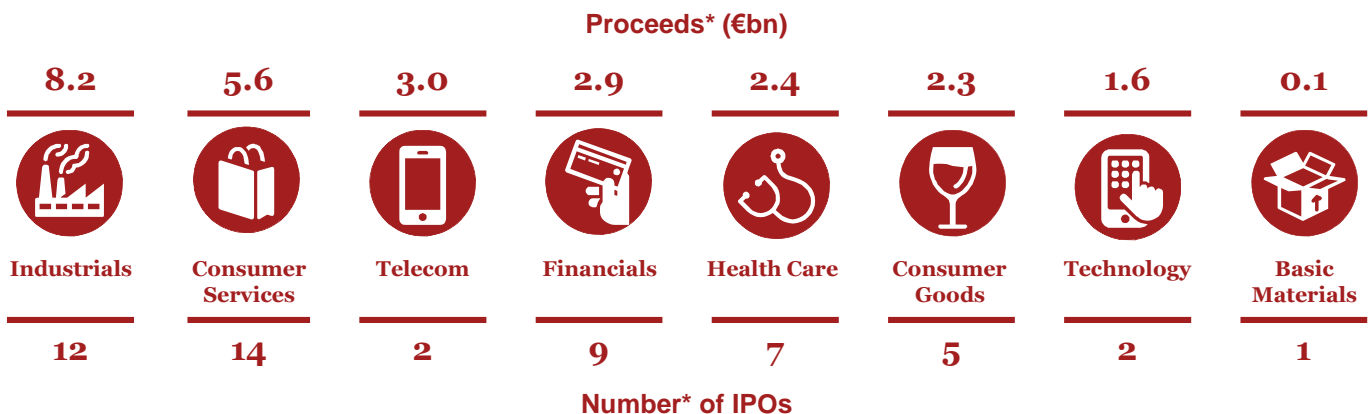 Proceeds* (€bn)
8.2 5.6 3.0 2.9 2.4 2.3 1.6 0.1
Industrials Consumer Services Telecom Financials Health Care Consumer Goods Technology Basic Materials
12 14 2 9 7 5 2 1
Number* of IPOs